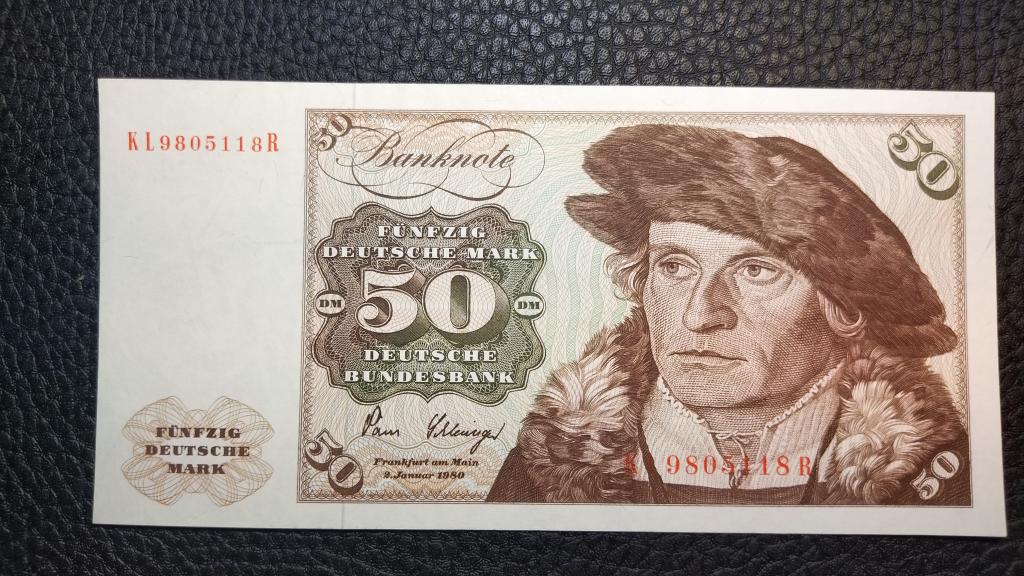 KL9805118R
50
Banknote
50
FÜNFZIG
DEUTSCHE MARK
DM 50 DM
DEUTSCHE
BUNDESBANK
FÜNFZIG
DEUTSCHE
MARK
50
Frankfurt am Main
2. Januar 1980
9805118R
50